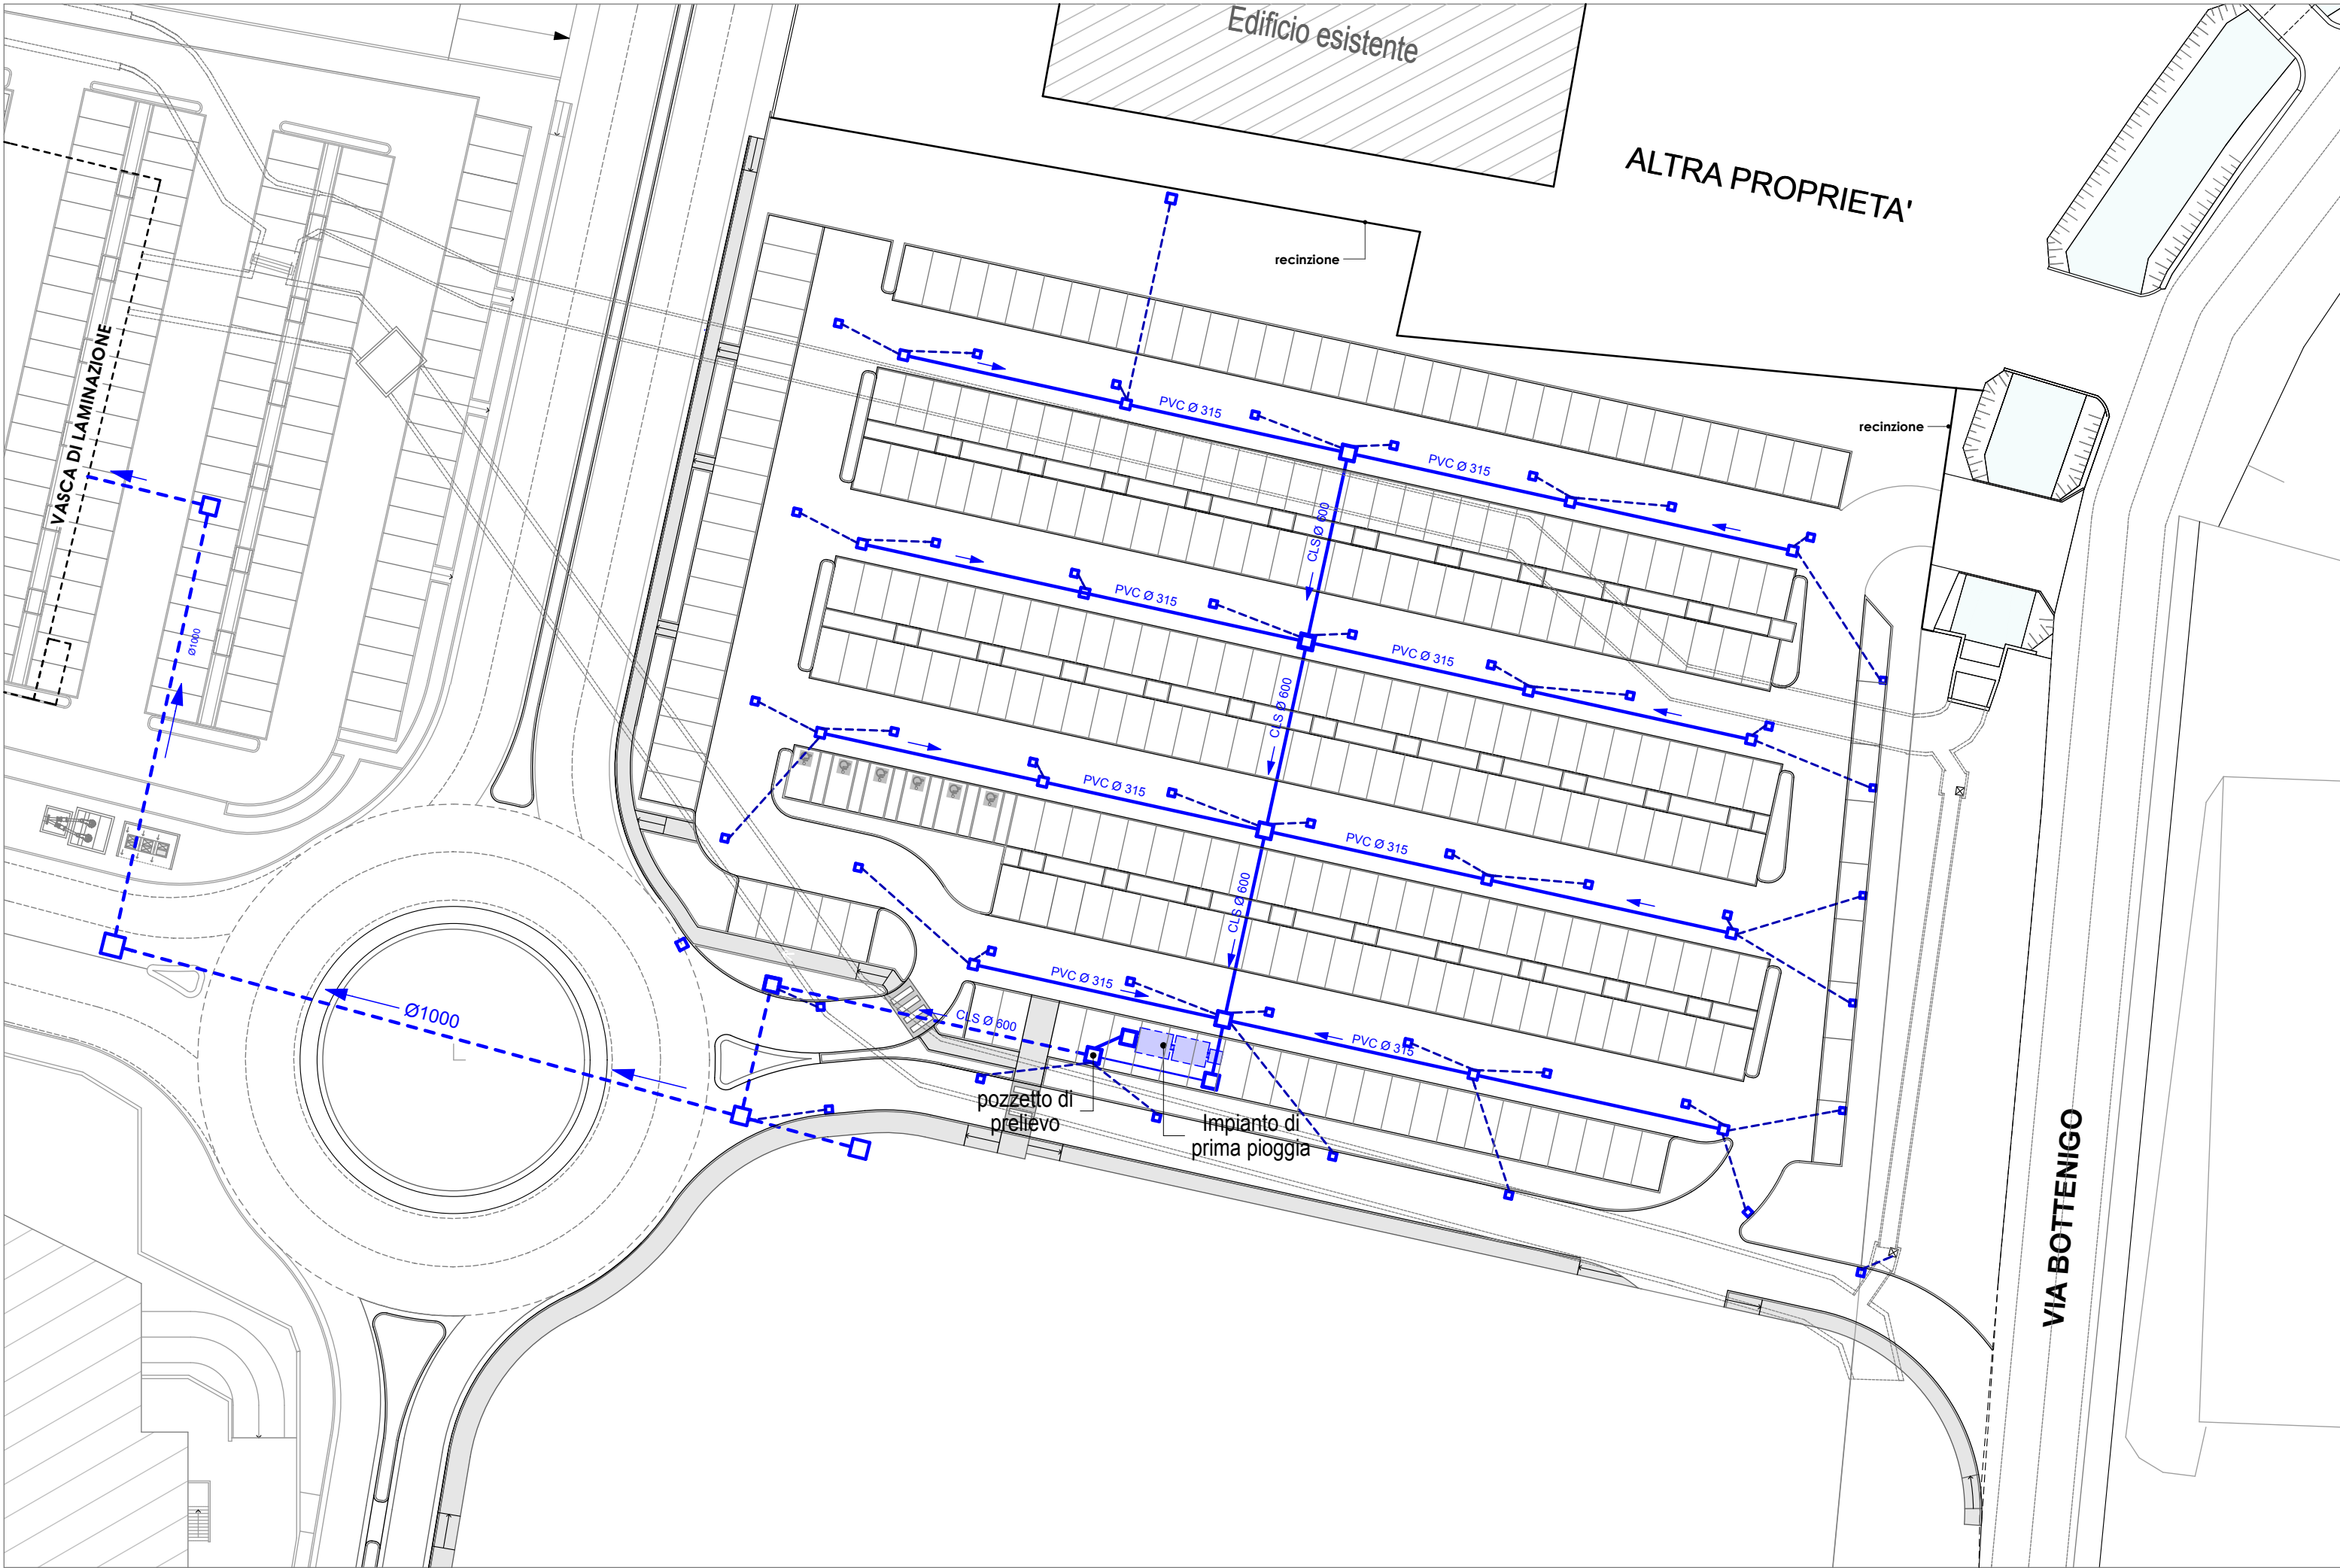 Edificio esistente
ALTRA PROPRIETA'
recinzione
recinzione
VASCA DI LAMINAZIONE
PVC Ø 315
PVC Ø 315
CLS Ø 600
PVC Ø 315
PVC Ø 315
CLS Ø 600
Ø1000
PVC Ø 315
PVC Ø 315
CLS Ø 600
PVC Ø 315
PVC Ø 315
CLS Ø 600
Ø1000
pozzetto di
prelievo
Impianto di
prima pioggia
VIA BOTTENIGO